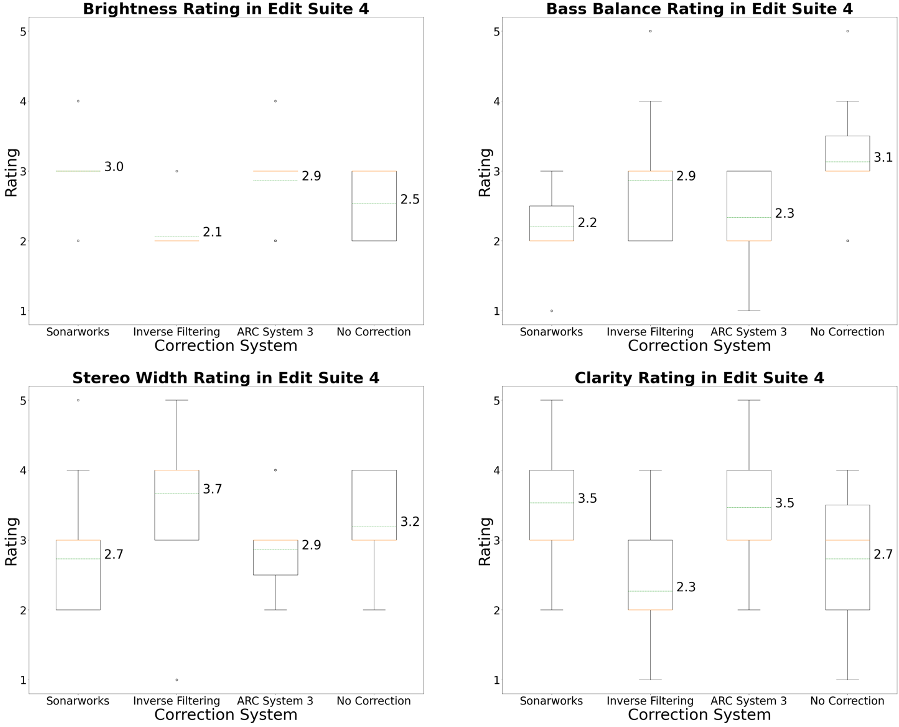 Brightness Rating in Edit Suite 4
5
4
3
2
1
Rating
3.0
2.1
2.9
2.5
Sonarworks Inverse Filtering ARC System 3 No Correction
Correction System
Bass Balance Rating in Edit Suite 4
5
4
3
2
1
Rating
2.2
2.9
2.3
3.1
Sonarworks Inverse Filtering ARC System 3 No Correction
Correction System
Stereo Width Rating in Edit Suite 4
5
4
3
2
1
Rating
2.7
3.7
2.9
3.2
Sonarworks Inverse Filtering ARC System 3 No Correction
Correction System
Clarity Rating in Edit Suite 4
5
4
3
2
1
Rating
3.5
2.3
3.5
2.7
Sonarworks Inverse Filtering ARC System 3 No Correction
Correction System